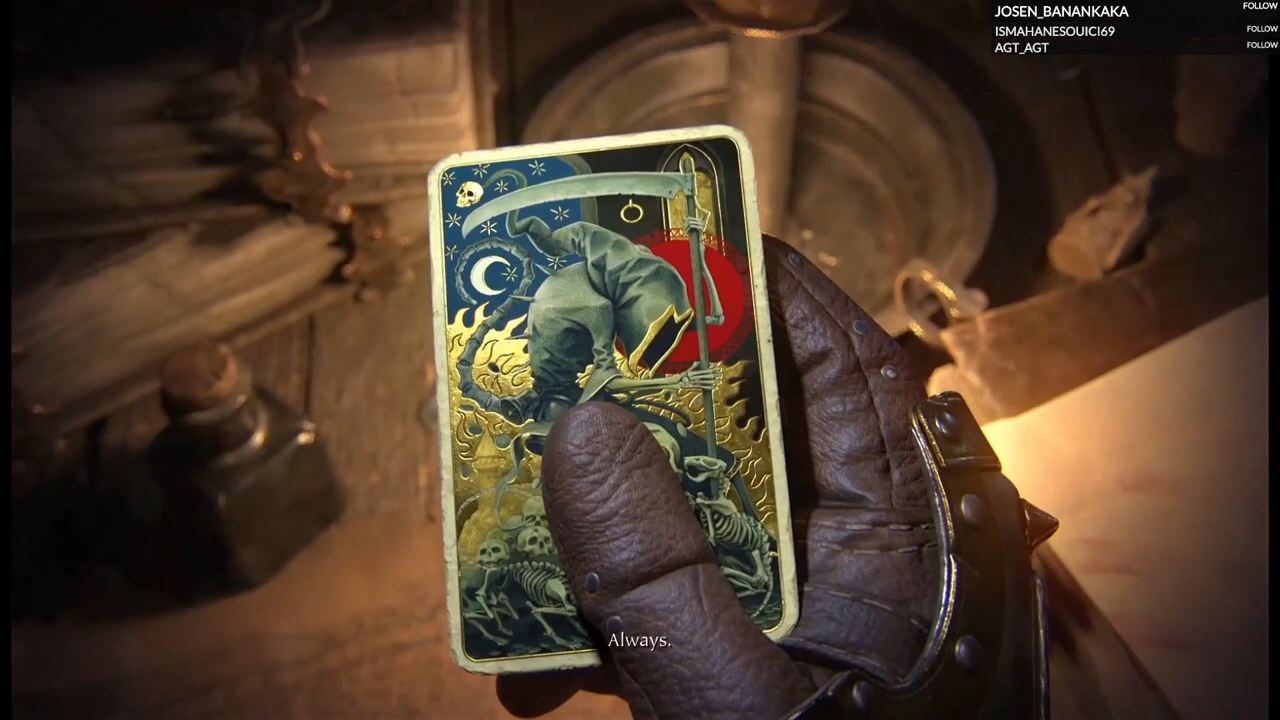 JOSEN_BANANKAKA FOLLOW
ISMAHANESOUICI69 FOLLOW
AGT_AGT FOLLOW
Always.